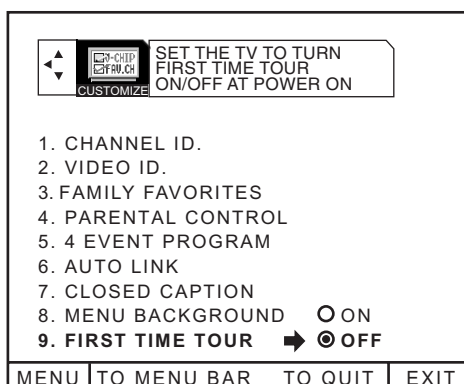 V-CHIP
FAV.CH
CUSTOMIZE
SET THE TV TO TURN
FIRST TIME TOUR
ON/OFF AT POWER ON
1. CHANNEL ID.
2. VIDEO ID.
3. FAMILY FAVORITES
4. PARENTAL CONTROL
5. 4 EVENT PROGRAM
6. AUTO LINK
7. CLOSED CAPTION
8. MENU BACKGROUND ON
9. FIRST TIME TOUR OFF
MENU TO MENU BAR TO QUIT EXIT